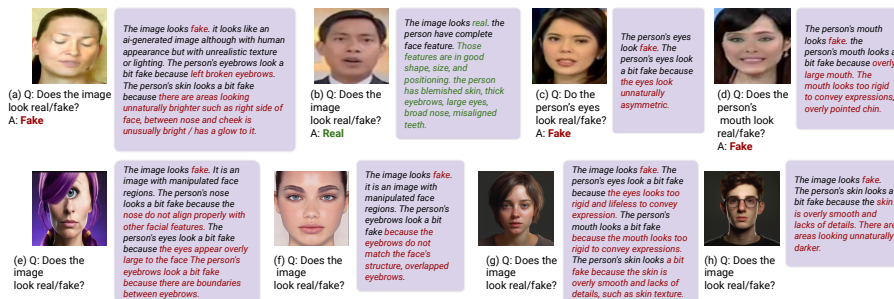 The image looks fake. it looks like an
ai-generated image although with human
appearance but with unrealistic texture
or lighting. The person's eyebrows look a
bit fake because left broken eyebrows.
The person's skin looks a bit fake
because there are areas looking
unnaturally brighter such as right side of
face, between nose and cheek is
unusually bright / has a glow to it.
(a) Q: Does the image
look real/fake?
A: Fake
The image looks real. the
person have complete
face feature. Those
features are in good
shape, size, and
positioning. the person
has blemished skin, thick
eyebrows, large eyes,
broad nose, misaligned
teeth.
(b) Q: Does the
image
look real/fake?
A: Real
The person's eyes
look fake. The
person's eyes look
a bit fake because
the eyes look
unnaturally
asymmetric.
(c) Q: Do the
person's eyes
look real/fake?
A: Fake
The person's mouth
looks fake. the
person's mouth looks a
bit fake because overly
large mouth. The
mouth looks too rigid
to convey expressions,
overly pointed chin.
(d) Q: Does the
person's
mouth look
real/fake?
A: Fake
The image looks fake. It is an
image with manipulated face
regions. The person's nose
looks a bit fake because the
nose do not align properly with
other facial features. The
person's eyes look a bit fake
because the eyes appear overly
large to the face The person's
eyebrows look a bit fake
because there are boundaries
between eyebrows.
(e) Q: Does the
image
look real/fake?
The image looks fake.
it is an image with
manipulated face
regions. The person's
eyebrows look a bit
fake because the
eyebrows do not
match the face's
structure, overlapped
eyebrows.
(f) Q: Does the
image
look real/fake?
The image looks fake. The
person's eyes look a bit fake
because the eyes looks too
rigid and lifeless to convey
expression. The person's
mouth looks a bit fake
because the mouth looks too
rigid to convey expressions.
The person's skin looks a bit
fake because the skin is
overly smooth and lacks of
details, such as skin texture.
(g) Q: Does the
image
look real/fake?
The image looks fake.
The person's skin looks a
bit fake because the skin
is overly smooth and
lacks of details. There are
areas looking unnaturally
darker.
(h) Q: Does the
image
look real/fake?